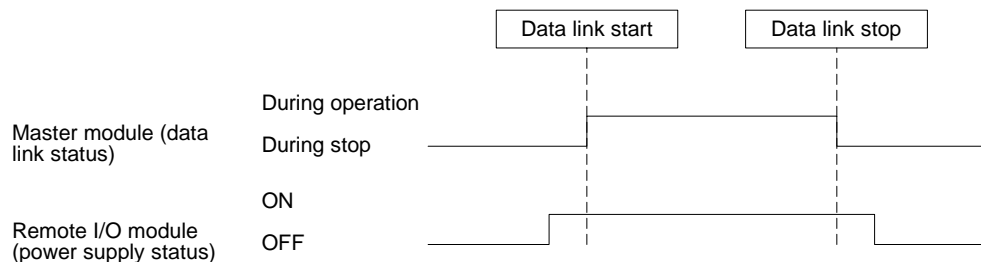 Data link start
Data link stop
During operation
Master module (data
link status)
During stop
ON
Remote I/O module
(power supply status)
OFF